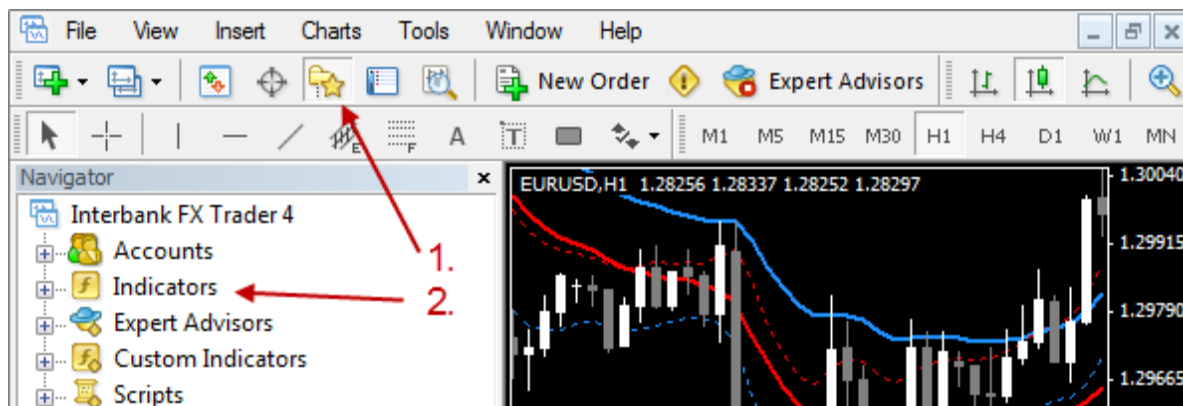 File View Insert Charts Tools Window Help
New Order Expert Advisors
E F A T M1 M5 M15 M30 H1 H4 D1 W1 MN
Navigator x
EURUSD,H1 1.28256 1.28337 1.28252 1.28297
1.30040
Interbank FX Trader 4
Accounts
1.
1.29915
Indicators
2.
Expert Advisors
1.29790
Custom Indicators
1.29665
Scripts